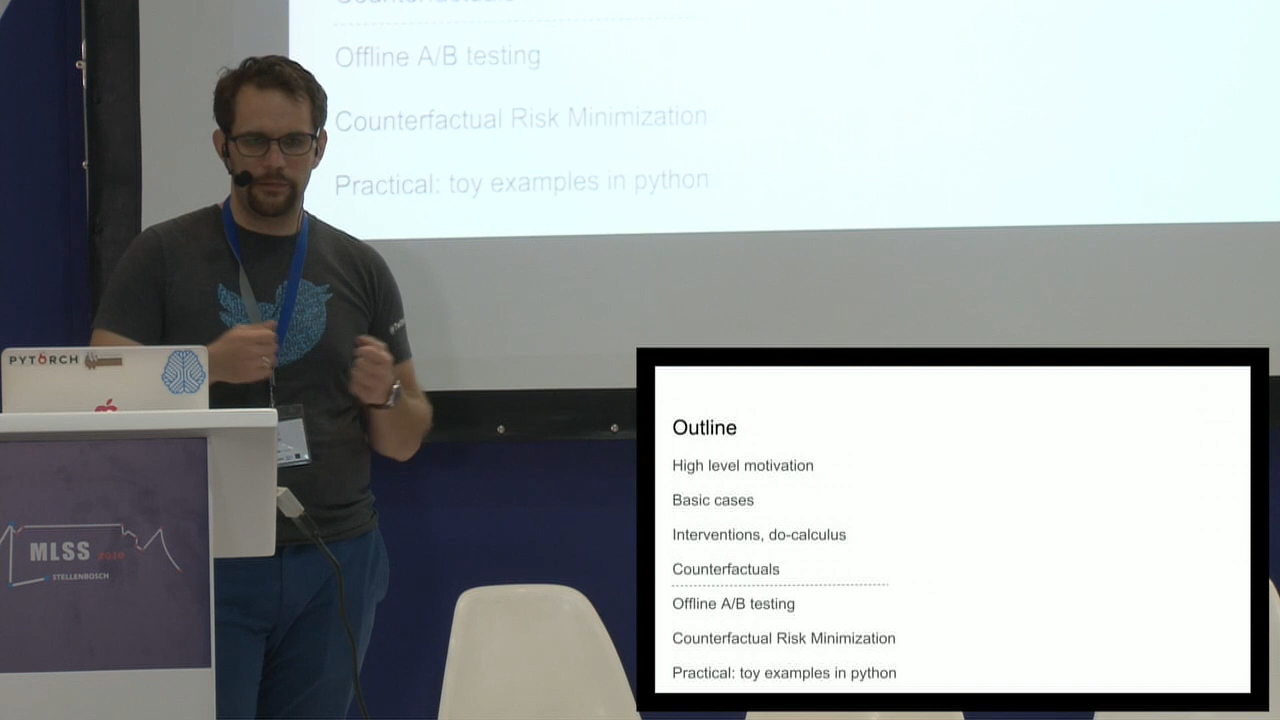 Offline A/B testing
Counterfactual Risk Minimization
Practical: toy examples in python
PYTORCH
MLSS 2019
STELLENBOSCH
Outline
High level motivation
Basic cases
Interventions, do-calculus
Counterfactuals
Offline A/B testing
Counterfactual Risk Minimization
Practical: toy examples in python